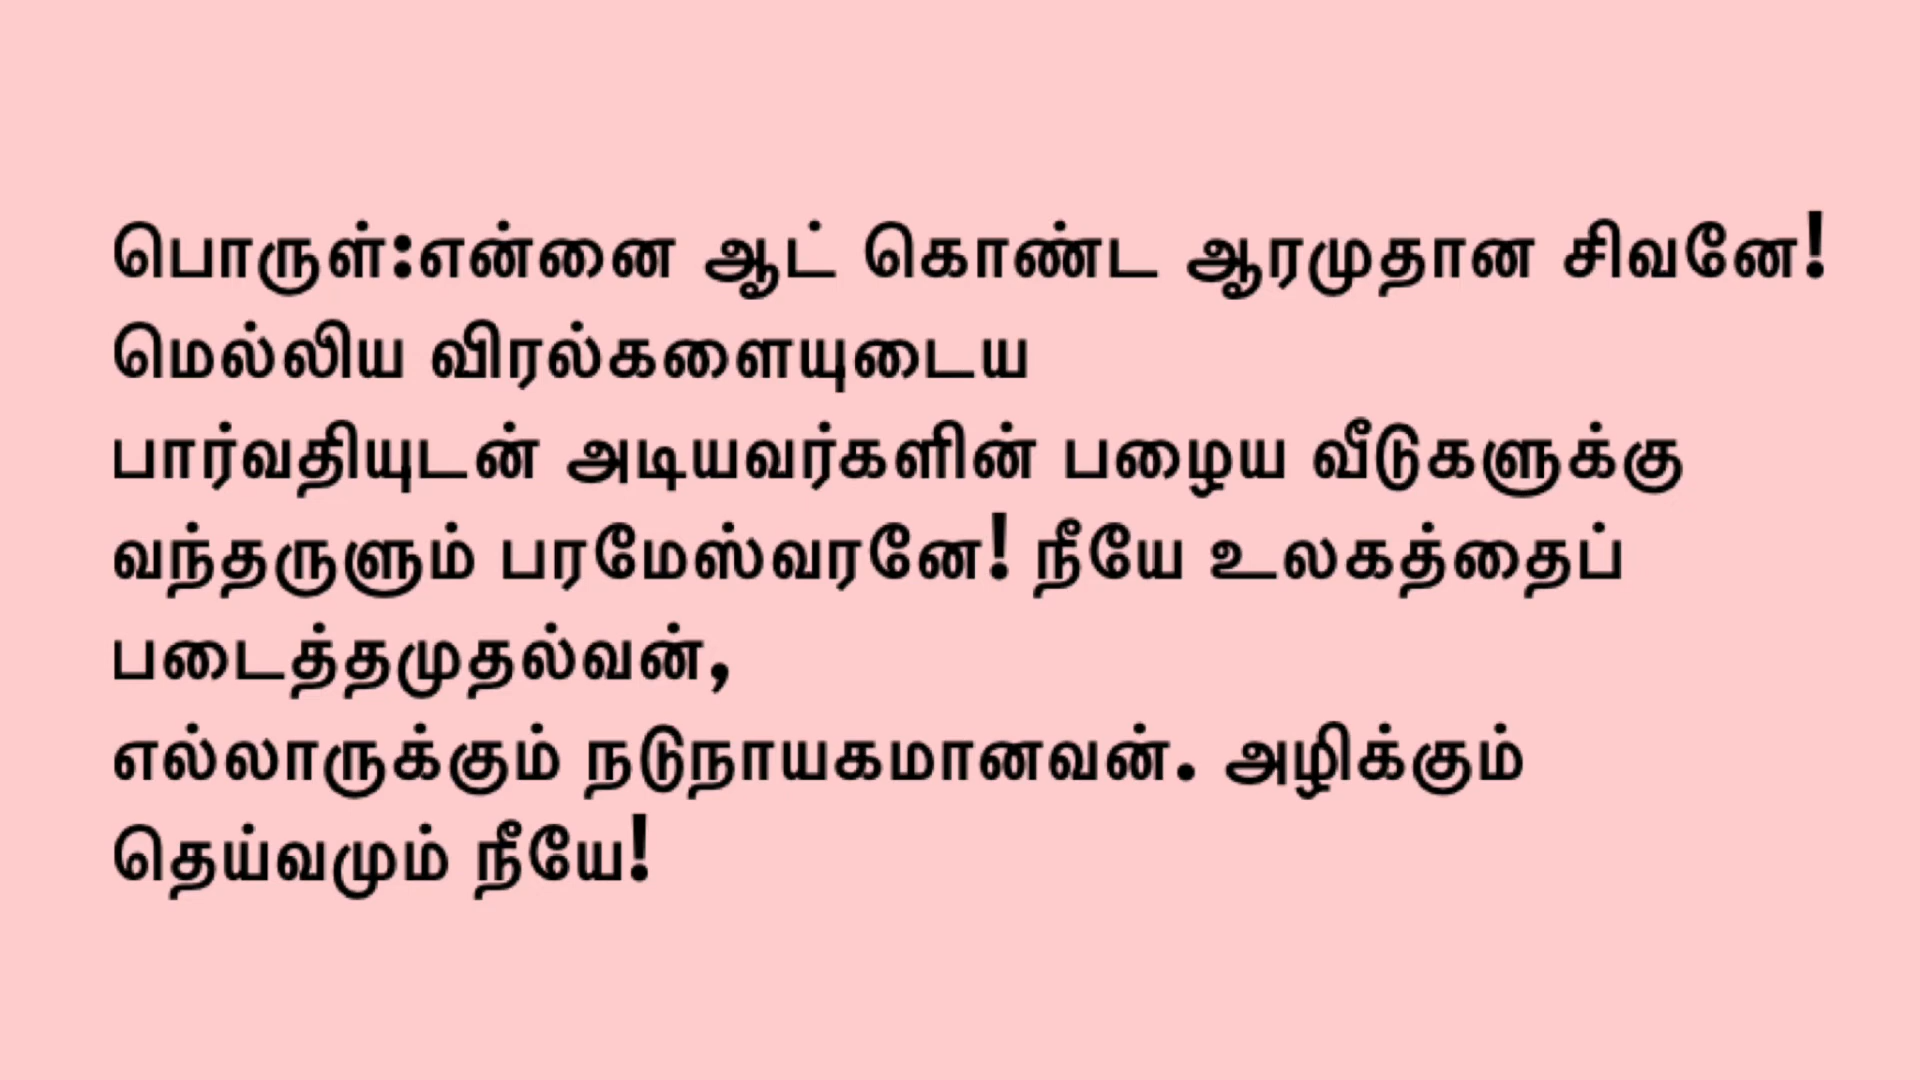 பொருள்:என்னை ஆட் கொண்ட ஆரமுதான சிவனே!
மெல்லிய விரல்களையுடைய
பார்வதியுடன் அடியவர்களின் பழைய வீடுகளுக்கு
வந்தருளும் பரமேஸ்வரனே! நீயே உலகத்தைப்
படைத்தமுதல்வன்,
எல்லாருக்கும் நடுநாயகமானவன். அழிக்கும்
தெய்வமும் நீயே!